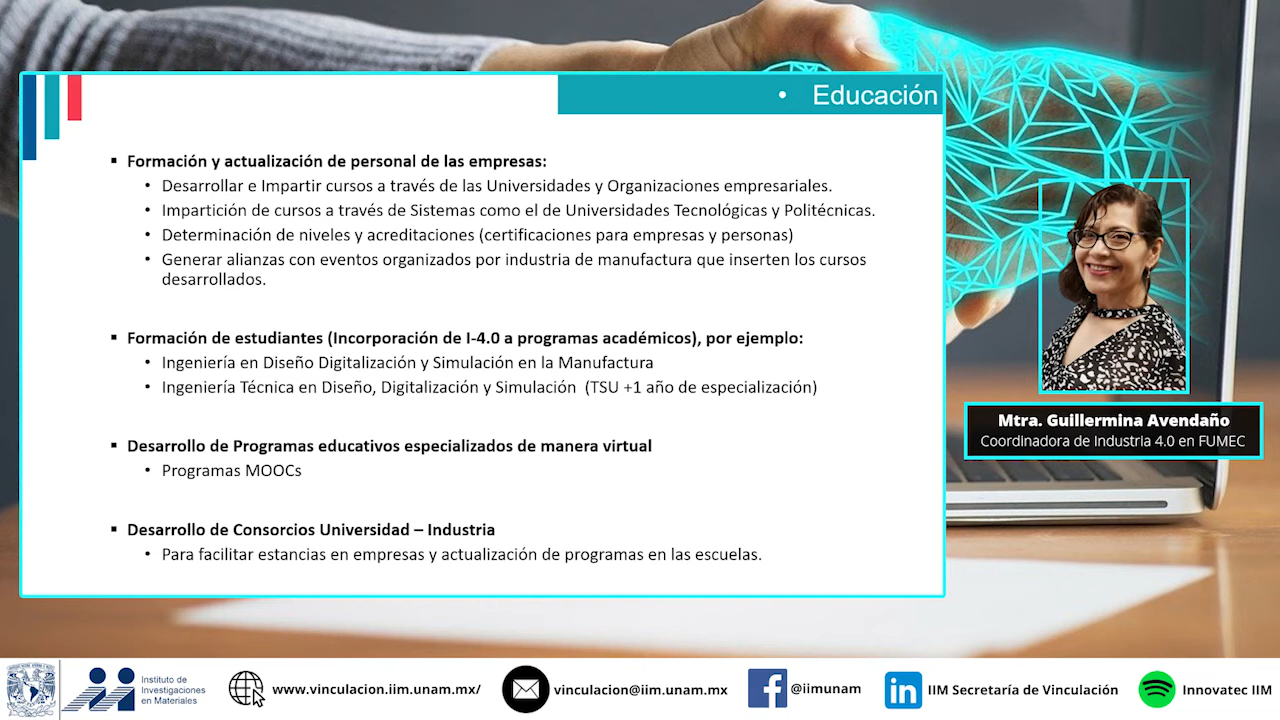 • Educación
▪ Formación y actualización de personal de las empresas:
• Desarrollar e Impartir cursos a través de las Universidades y Organizaciones empresariales.
• Impartición de cursos a través de Sistemas como el de Universidades Tecnológicas y Politécnicas.
• Determinación de niveles y acreditaciones (certificaciones para empresas y personas)
• Generar alianzas con eventos organizados por industria de manufactura que inserten los cursos
desarrollados.
▪ Formación de estudiantes (Incorporación de I-4.0 a programas académicos), por ejemplo:
• Ingeniería en Diseño Digitalización y Simulación en la Manufactura
• Ingeniería Técnica en Diseño, Digitalización y Simulación (TSU +1 año de especialización)
▪ Desarrollo de Programas educativos especializados de manera virtual
• Programas MOOCs
▪ Desarrollo de Consorcios Universidad – Industria
• Para facilitar estancias en empresas y actualización de programas en las escuelas.
Mtra. Guillermina Avendaño
Coordinadora de Industria 4.0 en FUMEC
Instituto de
Investigaciones
en Materiales
www.vinculacion.iim.unam.mx/
vinculacion@iim.unam.mx
@iimunam
IIM Secretaría de Vinculación
Innovatec IIM